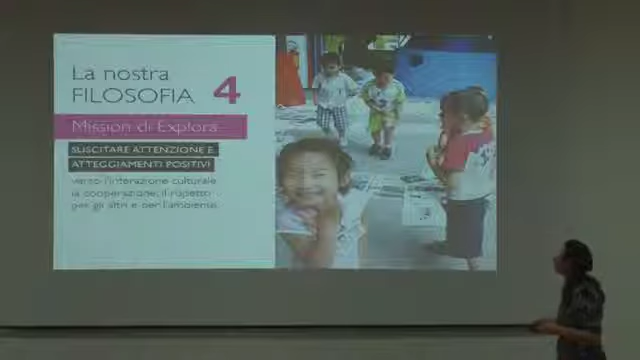 La nostra
FILOSOFIA 4
Mission di Explora
SUSCITARE ATTENZIONE E
ATTEGGIAMENTI POSITIVI
verso l'interazione culturale
la cooperazione, il rispetto
per gli altri e per l'ambiente